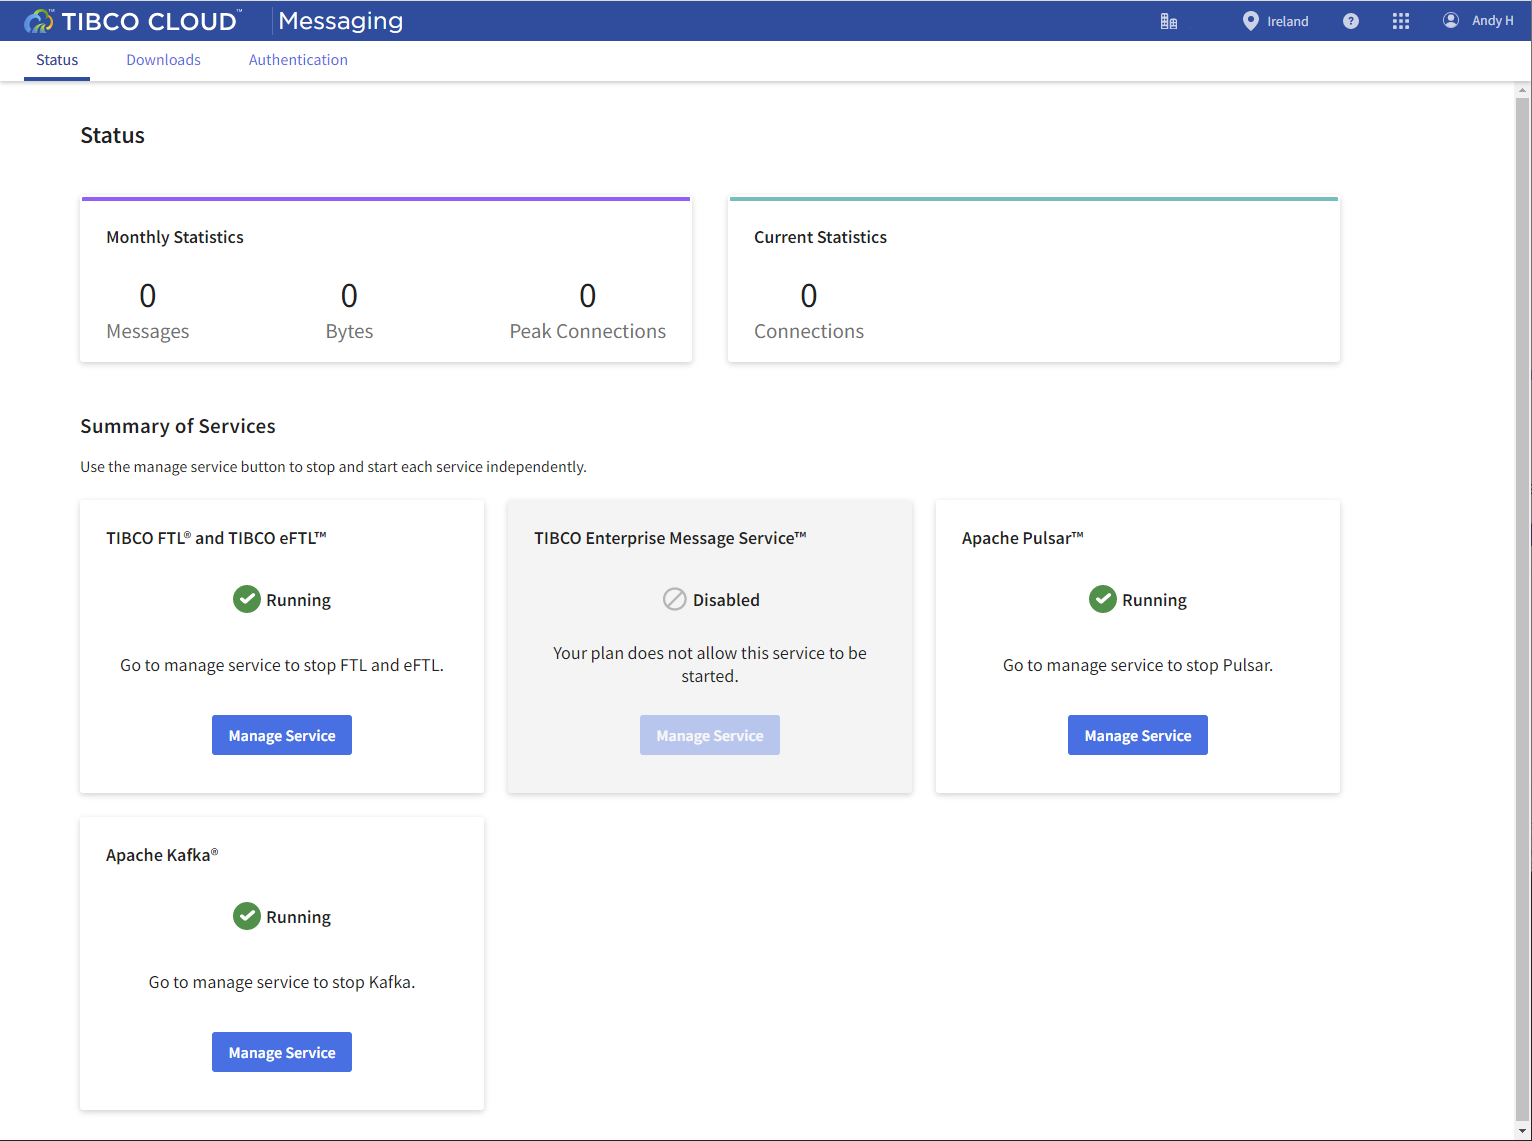 TIBCO CLOUD™ Messaging
Ireland
?
Andy H
Status
Downloads
Authentication
Status
Monthly Statistics
0
Messages
0
Bytes
0
Peak Connections
Current Statistics
0
Connections
Summary of Services
Use the manage service button to stop and start each service independently.
TIBCO FTL® and TIBCO eFTL™
Running
Go to manage service to stop FTL and eFTL.
Manage Service
TIBCO Enterprise Message Service™
Disabled
Your plan does not allow this service to be
started.
Manage Service
Apache Pulsar™
Running
Go to manage service to stop Pulsar.
Manage Service
Apache Kafka®
Running
Go to manage service to stop Kafka.
Manage Service